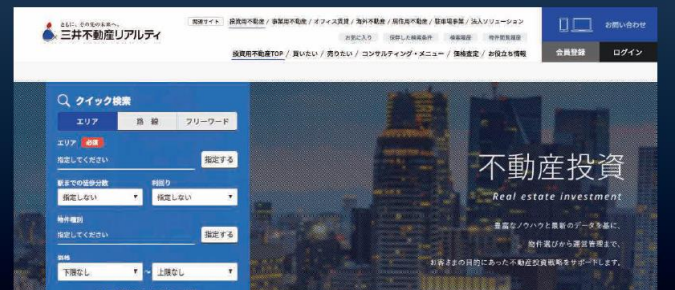 ともに、その先の未来へ。
三井不動産リアルティ
関連サイト 投資用不動産 / 事業用不動産 / オフィス賃貸 / 海外不動産 / 居住用不動産 / 駐車場事業 / 法人ソリューション
お気に入り 保存した検索条件 検索履歴 物件閲覧履歴
投資用不動産TOP / 買いたい / 売りたい / コンサルティング・メニュー / 価格査定 / お役立ち情報
お問い合わせ
会員登録 ログイン
クイック検索
エリア 路線 フリーワード
エリア 必須
指定してください 指定する
駅までの徒歩分数 利回り
指定しない 指定しない
物件種別
指定してください 指定する
価格
下限なし ~ 上限なし
不動産投資
Real estate investment
豊富なノウハウと最新のデータを基に、
物件選びから運営管理まで、
お客さまの目的にあった不動産投資戦略をサポートします。